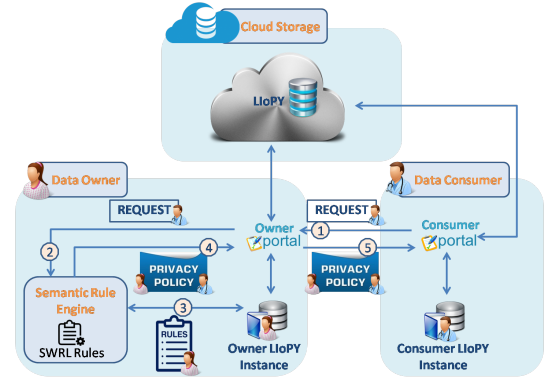 Cloud Storage
LIoPY
Data Owner
Data Consumer
REQUEST
REQUEST
1
Owner
portal
Consumer
portal
2
4
5
PRIVACY
POLICY
PRIVACY
POLICY
Semantic Rule
Engine
SWRL Rules
3
RULES
Owner LIoPY
Instance
Consumer LIoPY
Instance